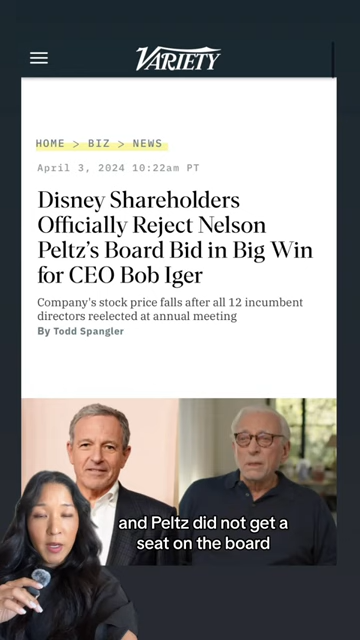 VARIETY
HOME > BIZ > NEWS
April 3, 2024 10:22am PT
Disney Shareholders
Officially Reject Nelson
Peltz's Board Bid in Big Win
for CEO Bob Iger
Company's stock price falls after all 12 incumbent
directors reelected at annual meeting
By Todd Spangler
and Peltz did not get a
seat on the board